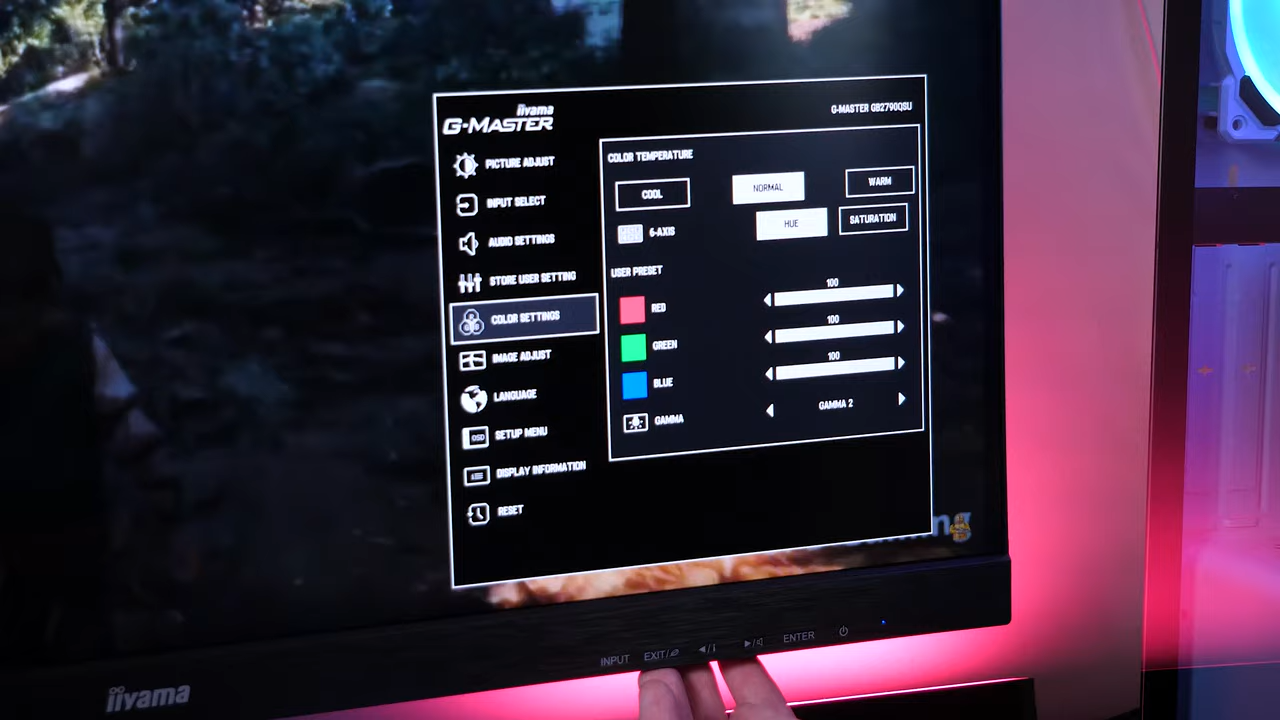 iiyama
G-MASTER
G-MASTER GB2790QSU
PICTURE ADJUST
INPUT SELECT
AUDIO SETTINGS
STORE USER SETTING
COLOR SETTINGS
IMAGE ADJUST
LANGUAGE
OSD
SETUP MENU
DISPLAY INFORMATION
RESET
COLOR TEMPERATURE
COOL
NORMAL
WARM
6-AXIS
HUE
SATURATION
USER PRESET
RED
100
GREEN
100
BLUE
100
GAMMA
GAMMA 2
INPUT
EXIT/
/i
ENTER
iiyama